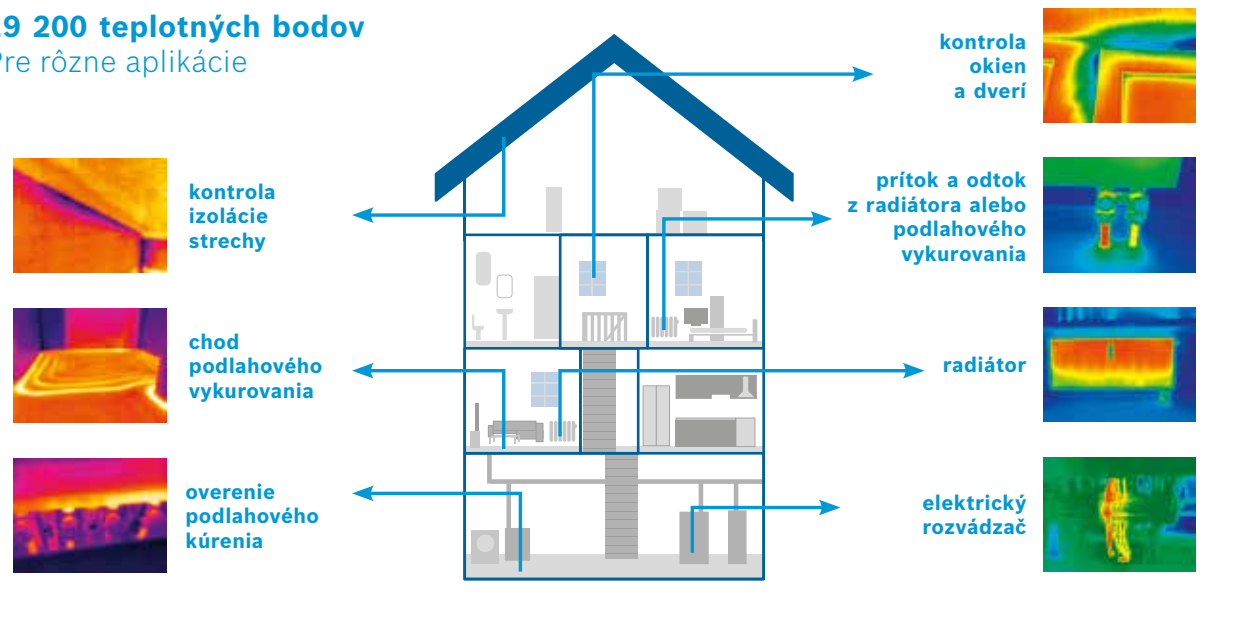 9 200 teplotných bodov
Pre rôzne aplikácie
kontrola
izolácie
strechy
chod
podlahového
vykurovania
overenie
podlahového
kúrenia
kontrola
okien
a dverí
prítok a odtok
z radiátora alebo
podlahového
vykurovania
radiátor
elektrický
rozvádzač